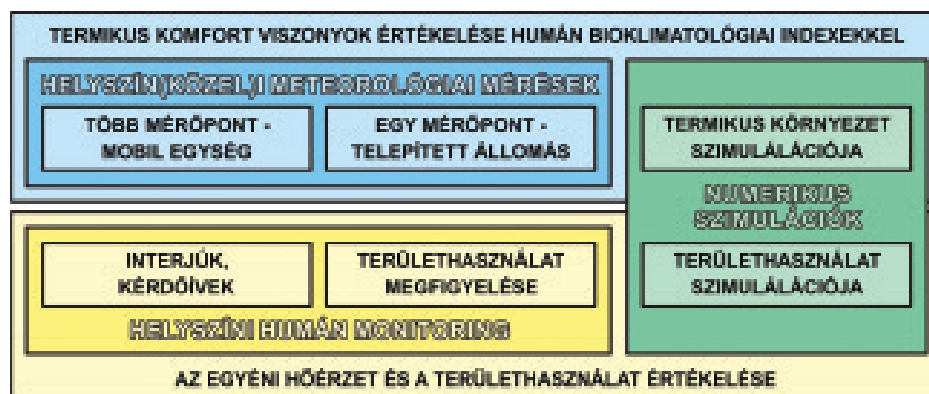 TERMIKUS KOMFORT VISZONYOK ÉRTÉKELÉSE HUMÁN BIOKLIMATOLÓGIAI INDEXEKKEL
HELYSZÍN(KÖZEL)I METEOROLÓGIAI MÉRÉSEK
TÖBB MÉRŐPONT -
MOBIL EGYSÉG
EGY MÉRŐPONT -
TELEPÍTETT ÁLLOMÁS
TERMIKUS KÖRNYEZET
SZIMULÁLÁCIÓJA
NUMERIKUS
SZIMULÁCIÓK
INTERJÚK,
KÉRDŐÍVEK
TERÜLETHASZNÁLAT
MEGFIGYELÉSE
TERÜLETHASZNÁLAT
SZIMULÁLÁCIÓJA
HELYSZÍNI HUMÁN MONITORING
AZ EGYÉNI HŐÉRZET ÉS A TERÜLETHASZNÁLAT ÉRTÉKELÉSE